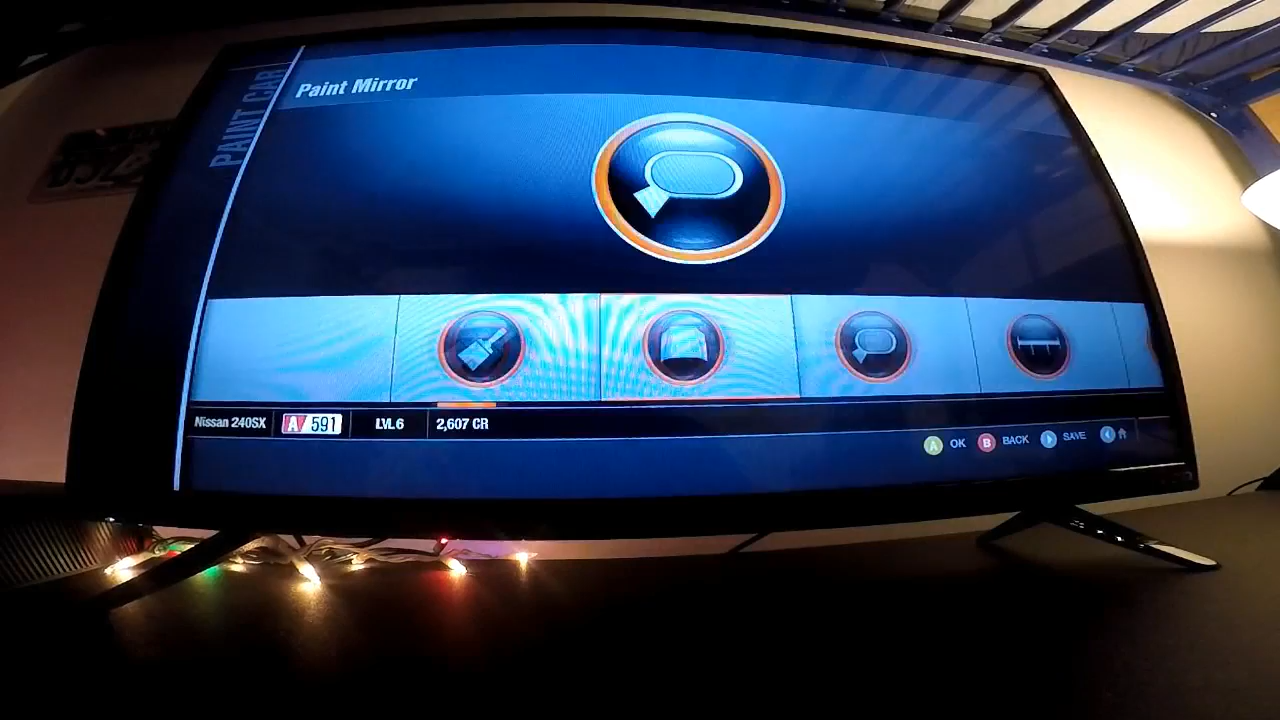 PAINT CAR
Paint Mirror
Nissan 240SX A 591 LVL 6 2,607 CR
A OK B BACK SAVE